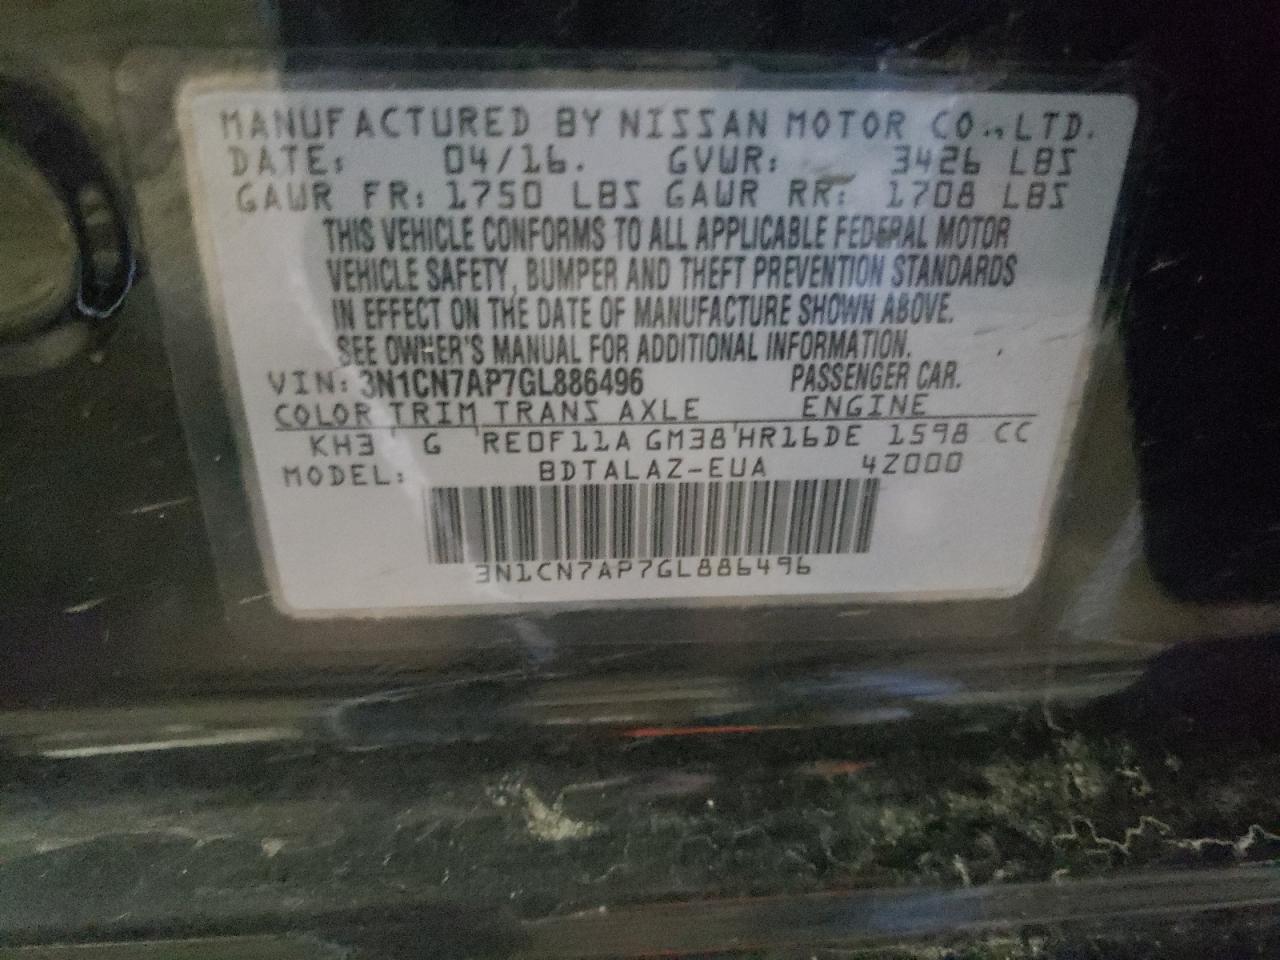 MANUFACTURED BY NISSAN MOTOR CO., LTD.
DATE: 04/16. GVWR: 3426 LBS
GAWR FR: 1750 LBS GAWR RR: 1708 LBS
THIS VEHICLE CONFORMS TO ALL APPLICABLE FEDERAL MOTOR
VEHICLE SAFETY, BUMPER AND THEFT PREVENTION STANDARDS
IN EFFECT ON THE DATE OF MANUFACTURE SHOWN ABOVE.
SEE OWNER'S MANUAL FOR ADDITIONAL INFORMATION.
VIN: 3N1CN7AP7GL886496 PASSENGER CAR.
COLOR TRIM TRANS AXLE ENGINE
KH3 G RE0F11A GM38 HR16DE 1598 CC
MODEL: BDTALAZ-EUA 4Z000
3N1CN7AP7GL886496